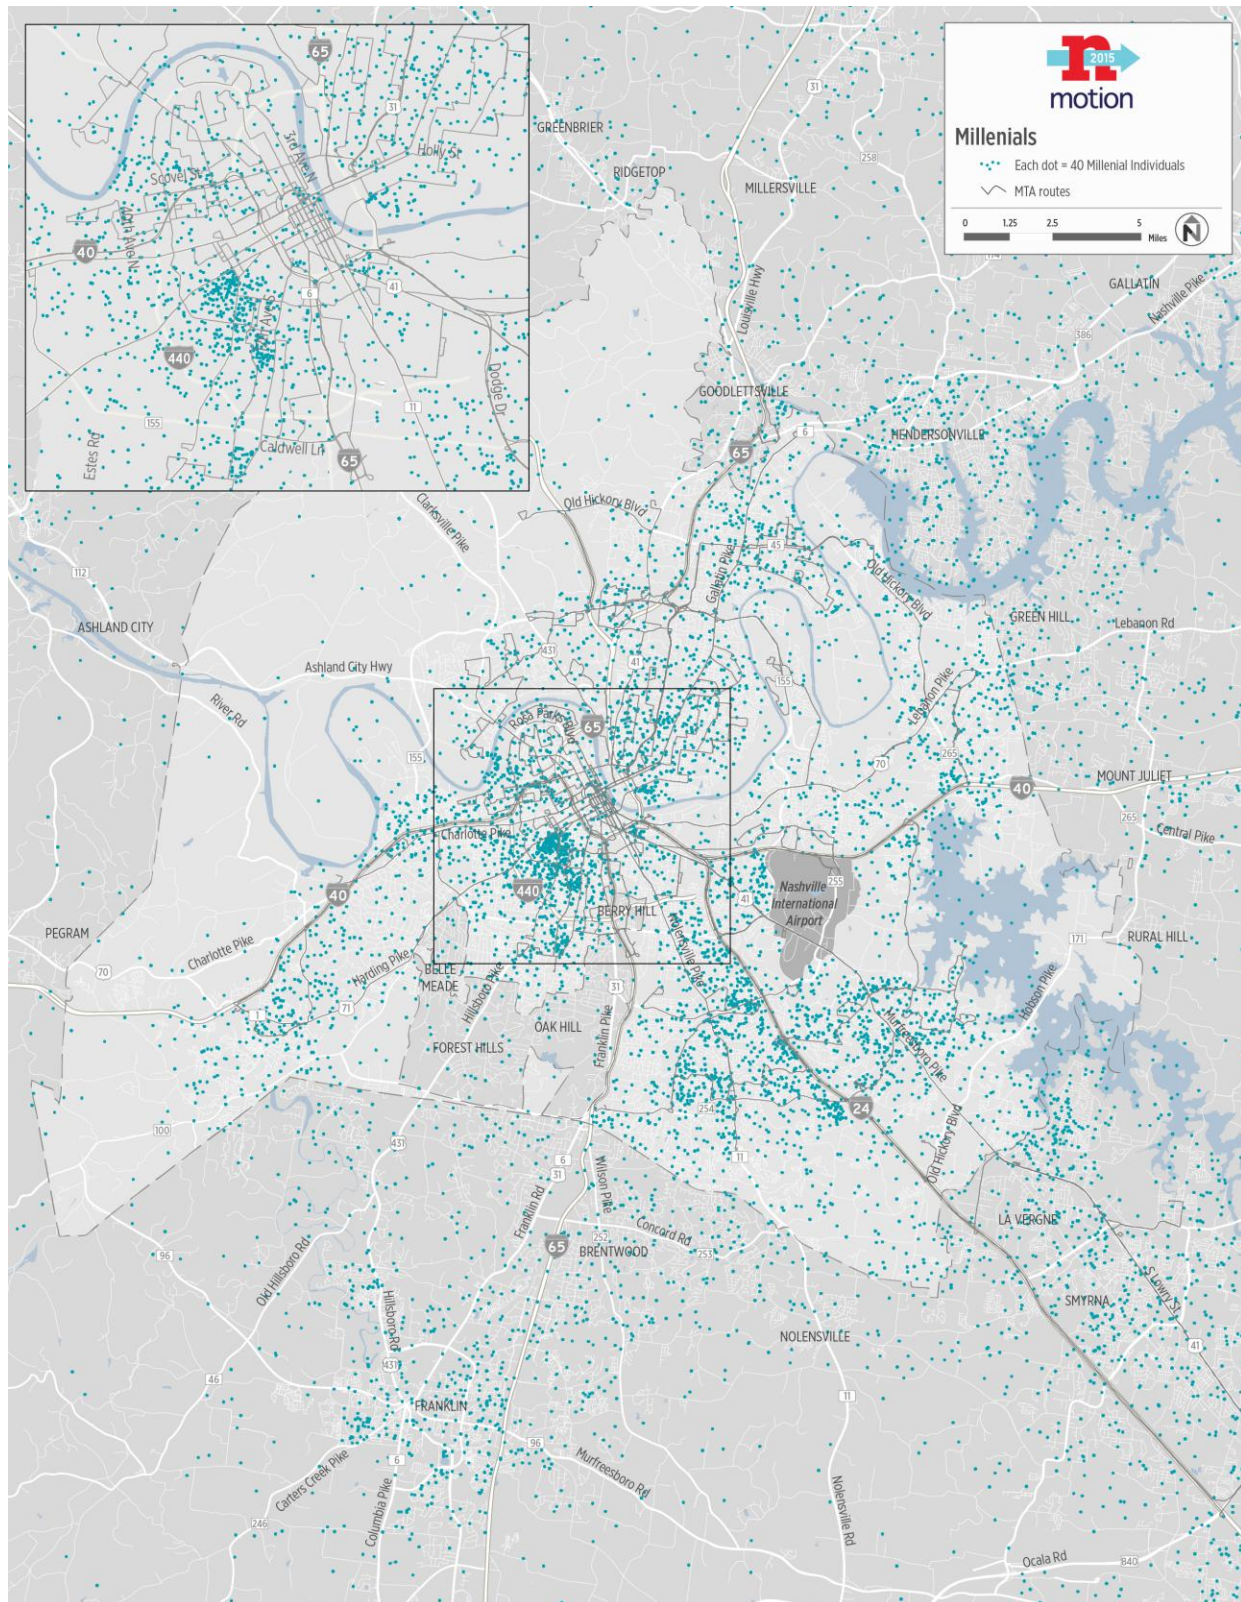 65
31
3rd Ave N
Holly St
Scovel St
40
6
41
440
Dodge Dr
11
155
Estes Rd
Caldwell Ln
65
n
2015
motion
Millenials
Each dot = 40 Millenial Individuals
MTA routes
0 1.25 2.5 5
Miles
N
31
GREENBRIER
258
RIDGETOP
MILLERSVILLE
GALLATIN
Nashville Pike
Louisville Hwy
386
GOODLETTSVILLE
6
HENDERSONVILLE
65
Clarksville Pike
Old Hickory Blvd
45
Gallatin Pike
Old Hickory Blvd
112
ASHLAND CITY
GREEN HILL
Lebanon Rd
431
41
155
Ashland City Hwy
River Rd
Lebanon Pike
Rosa Parks Blvd
65
155
265
70
40
MOUNT JULIET
265
Central Pike
Charlotte Pike
440
40
41
Nashville
International
Airport
255
BERRY HILL
Nolensville Pike
PEGRAM
Charlotte Pike
70
Harding Pike
BELLE
MEADE
Hillsboro Pike
171
RURAL HILL
Hobson Pike
1
71
31
OAK HILL
FOREST HILLS
Franklin Pike
Murfreesboro Pike
254
24
100
431
6
31
11
Old Hickory Blvd
Wilson Pike
Franklin Rd
LA VERGNE
96
Old Hillsboro Rd
65
252
Concord Rd
253
BRENTWOOD
Hillsboro Rd
SMYRNA
S Lowry St
NOLENSVILLE
41
431
46
11
FRANKLIN
96
6
Murfreesboro Rd
Carters Creek Pike
Columbia Pike
246
Nolensville Rd
Ocala Rd
840